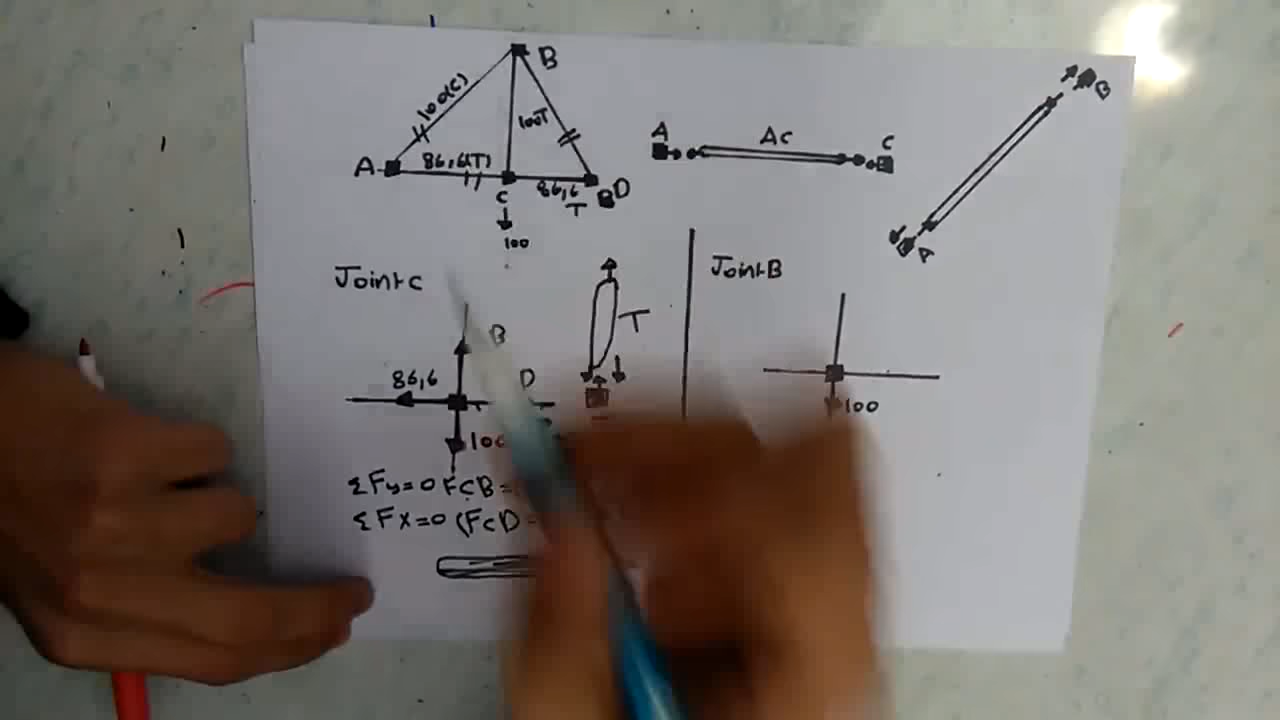 B
100(C)
100T
A
86,6(T)
C
86,6
T
D
100
A
AC
C
B
A
Joint C
B
86,6
D
T
Joint B
100
ΣFy=0 FCB=
ΣFX=0 (FCD=